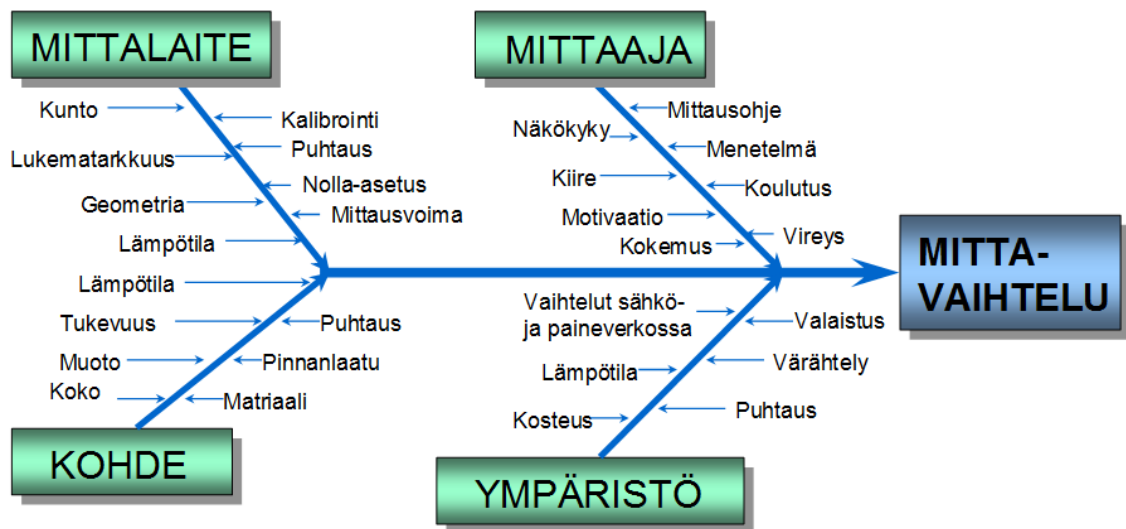 MITTALAITE
MITTAAJA
Kunto
Kalibrointi
Puhtaus
Lukematarkkuus
Nolla-asetus
Geometria
Mittausvoima
Lämpötila
Mittausohje
Näkökyky
Menetelmä
Kiire
Koulutus
Motivaatio
Vireys
Kokemus
MITTA-
VAIHTELU
Lämpötila
Tukevuus
Puhtaus
Muoto
Pinnanlaatu
Koko
Matriaali
KOHDE
Vaihtelut sähkö-
ja paineverkossa
Valaistus
Värähtely
Lämpötila
Puhtaus
Kosteus
YMPÄRISTÖ